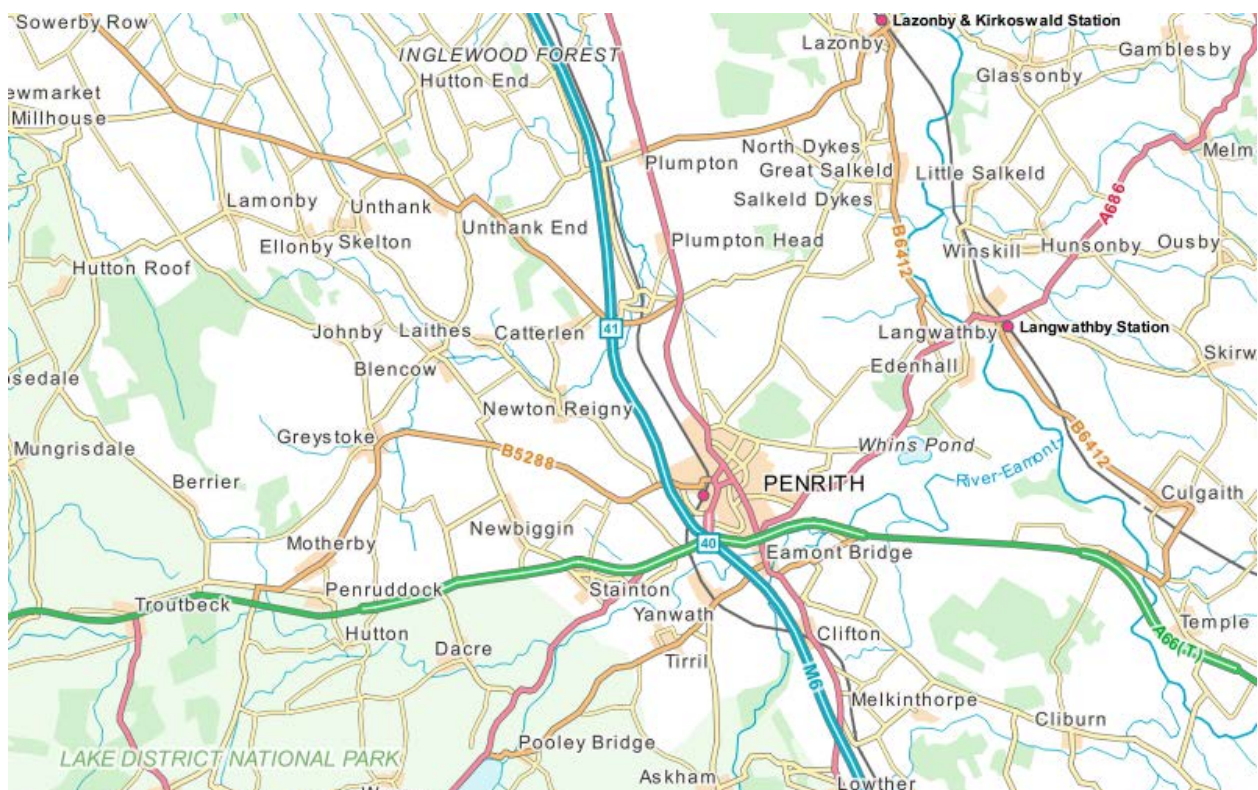 Sowerby Row
Lazonby & Kirkoswald Station
INGLEWOOD FOREST
Lazonby
Gamblesby
Hutton End
Glassonby
ewmarket
Millhouse
North Dykes
Melm
Plumpton
Great Salkeld
Little Salkeld
Lamonby
Unthank
Salkeld Dykes
A686
Unthank End
Ellonby
Skelton
Plumpton Head
B6412
Winskill
Hunsonby
Ousby
Hutton Roof
41
Johnby
Laithes
Catterlen
Langwathby
Langwathby Station
Blencow
Edenhall
Skirw
osedale
Newton Reigny
Mungrisdale
Greystoke
B5288
Whins Pond
B6412
River Eamont
Berrier
PENRITH
Culgaith
Newbiggin
Motherby
40
Eamont Bridge
Penruddock
Stainton
Troutbeck
Yanwath
Temple
Hutton
Clifton
A66(T)
Dacre
Tirril
M6
Melkinthorpe
Cliburn
Pooley Bridge
LAKE DISTRICT NATIONAL PARK
Askham
Lowther